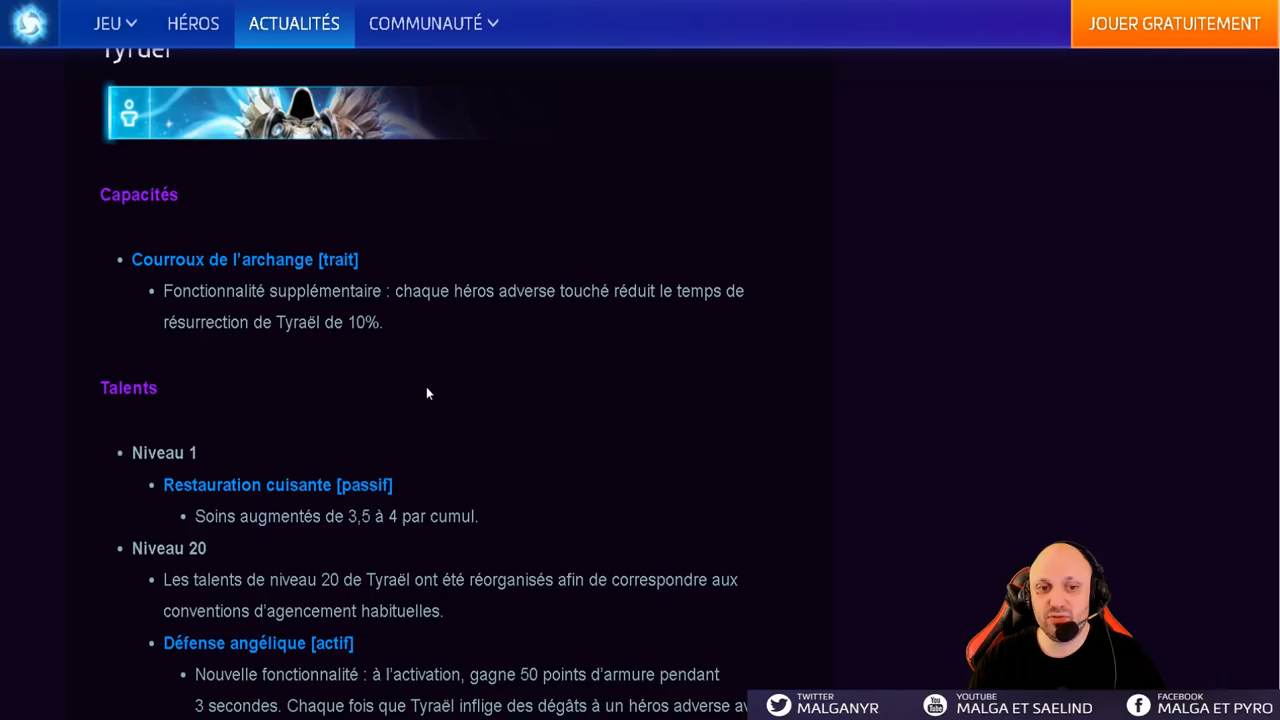 JEU HÉROS ACTUALITÉS COMMUNAUTÉ JOUER GRATUITEMENT
Tyraël
Capacités
Courroux de l’archange [trait]
Fonctionnalité supplémentaire : chaque héros adverse touché réduit le temps de
résurrection de Tyraël de 10%.
Talents
Niveau 1
Restauration cuisante [passif]
Soins augmentés de 3,5 à 4 par cumul.
Niveau 20
Les talents de niveau 20 de Tyraël ont été réorganisés afin de correspondre aux
conventions d’agencement habituelles.
Défense angélique [actif]
Nouvelle fonctionnalité : à l’activation, gagne 50 points d’armure pendant
3 secondes. Chaque fois que Tyraël inflige des dégâts à un héros adverse
TWITTER
MALGANYR
YOUTUBE
MALGA ET SAELIND
FACEBOOK
MALGA ET PYRO